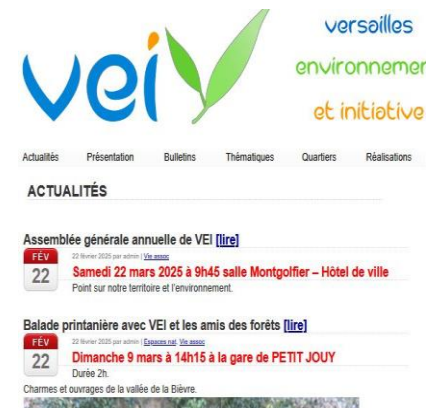 vei
versailles
environnemen
et initiative
Actualités Présentation Bulletins Thématiques Quartiers Réalisations
ACTUALITÉS
Assemblée générale annuelle de VEI [lire]
FÉV
22
22 février 2025 par admin | Vie assoc
Samedi 22 mars 2025 à 9h45 salle Montgolfier – Hôtel de ville
Point sur notre territoire et l'environnement.
Balade printanière avec VEI et les amis des forêts [lire]
FÉV
22
22 février 2025 par admin | Espaces nat, Vie assoc
Dimanche 9 mars à 14h15 à la gare de PETIT JOUY
Durée 2h.
Charmes et ouvrages de la vallée de la Bièvre.